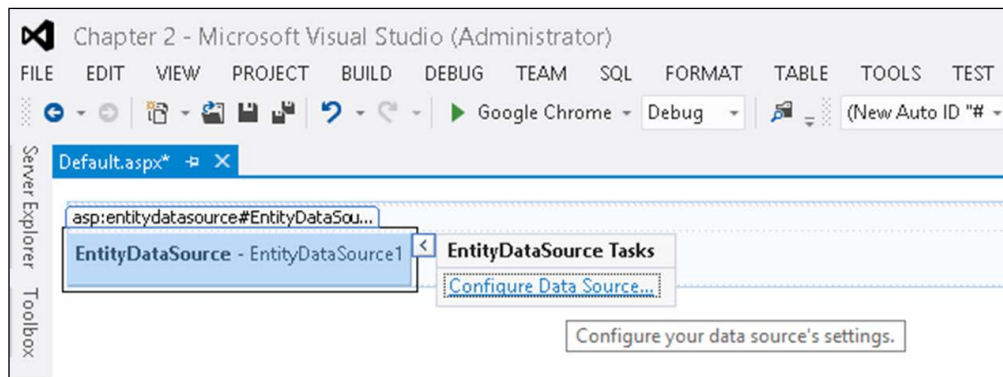 Chapter 2 - Microsoft Visual Studio (Administrator)
FILE EDIT VIEW PROJECT BUILD DEBUG TEAM SQL FORMAT TABLE TOOLS TEST
Google Chrome Debug (New Auto ID "#
Server Explorer
Toolbox
Default.aspx*
asp:entitydatasource#EntityDataSou...
EntityDataSource - EntityDataSource1
EntityDataSource Tasks
Configure Data Source...
Configure your data source's settings.